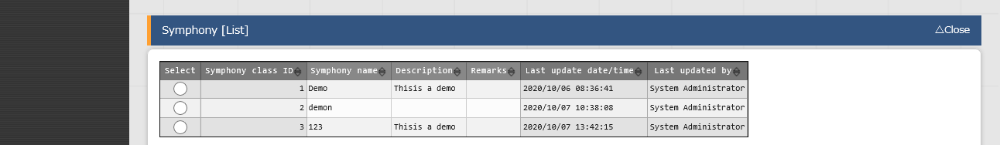 Symphony [List]
△Close
Select Symphony class ID Symphony name Description Remarks Last update date/time Last updated by
1 Demo Thisis a demo 2020/10/06 08:36:41 System Administrator
2 demon 2020/10/07 10:38:08 System Administrator
3 123 Thisis a demo 2020/10/07 13:42:15 System Administrator